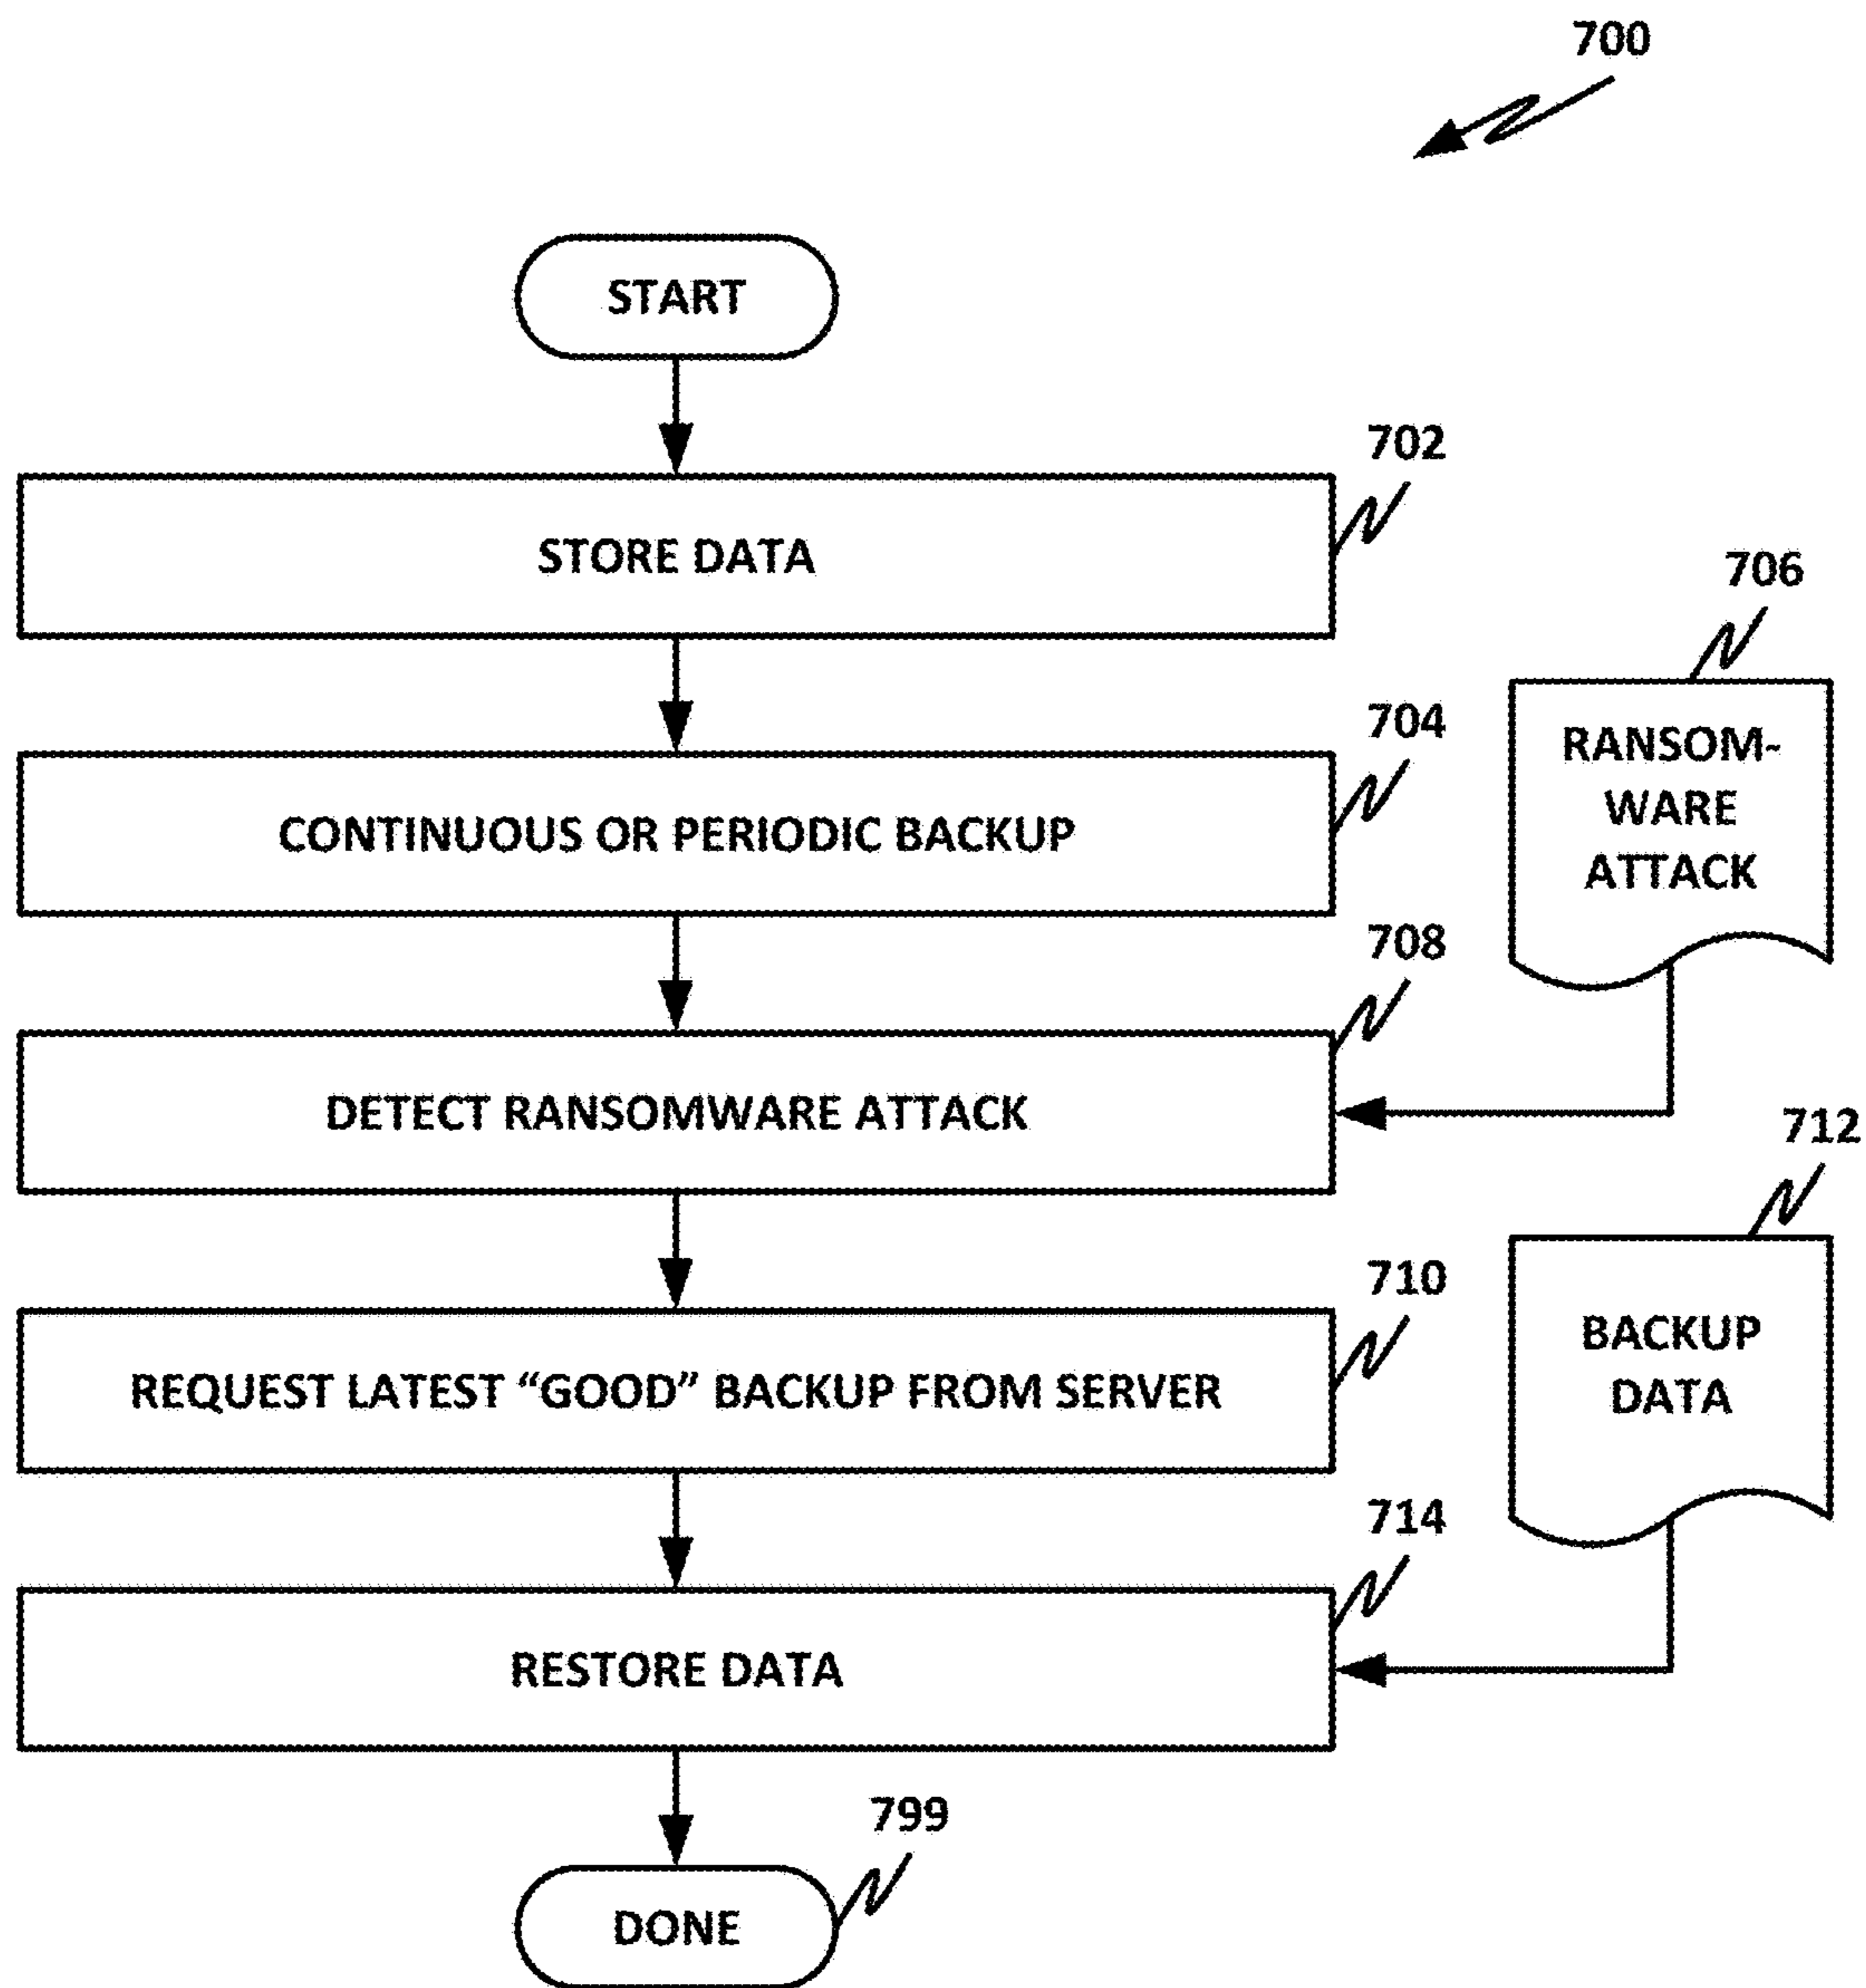 700
START
702
STORE DATA
706
704
RANSOM-
WARE
ATTACK
CONTINUOUS OR PERIODIC BACKUP
708
DETECT RANSOMWARE ATTACK
712
710
BACKUP
DATA
REQUEST LATEST “GOOD” BACKUP FROM SERVER
714
RESTORE DATA
799
DONE